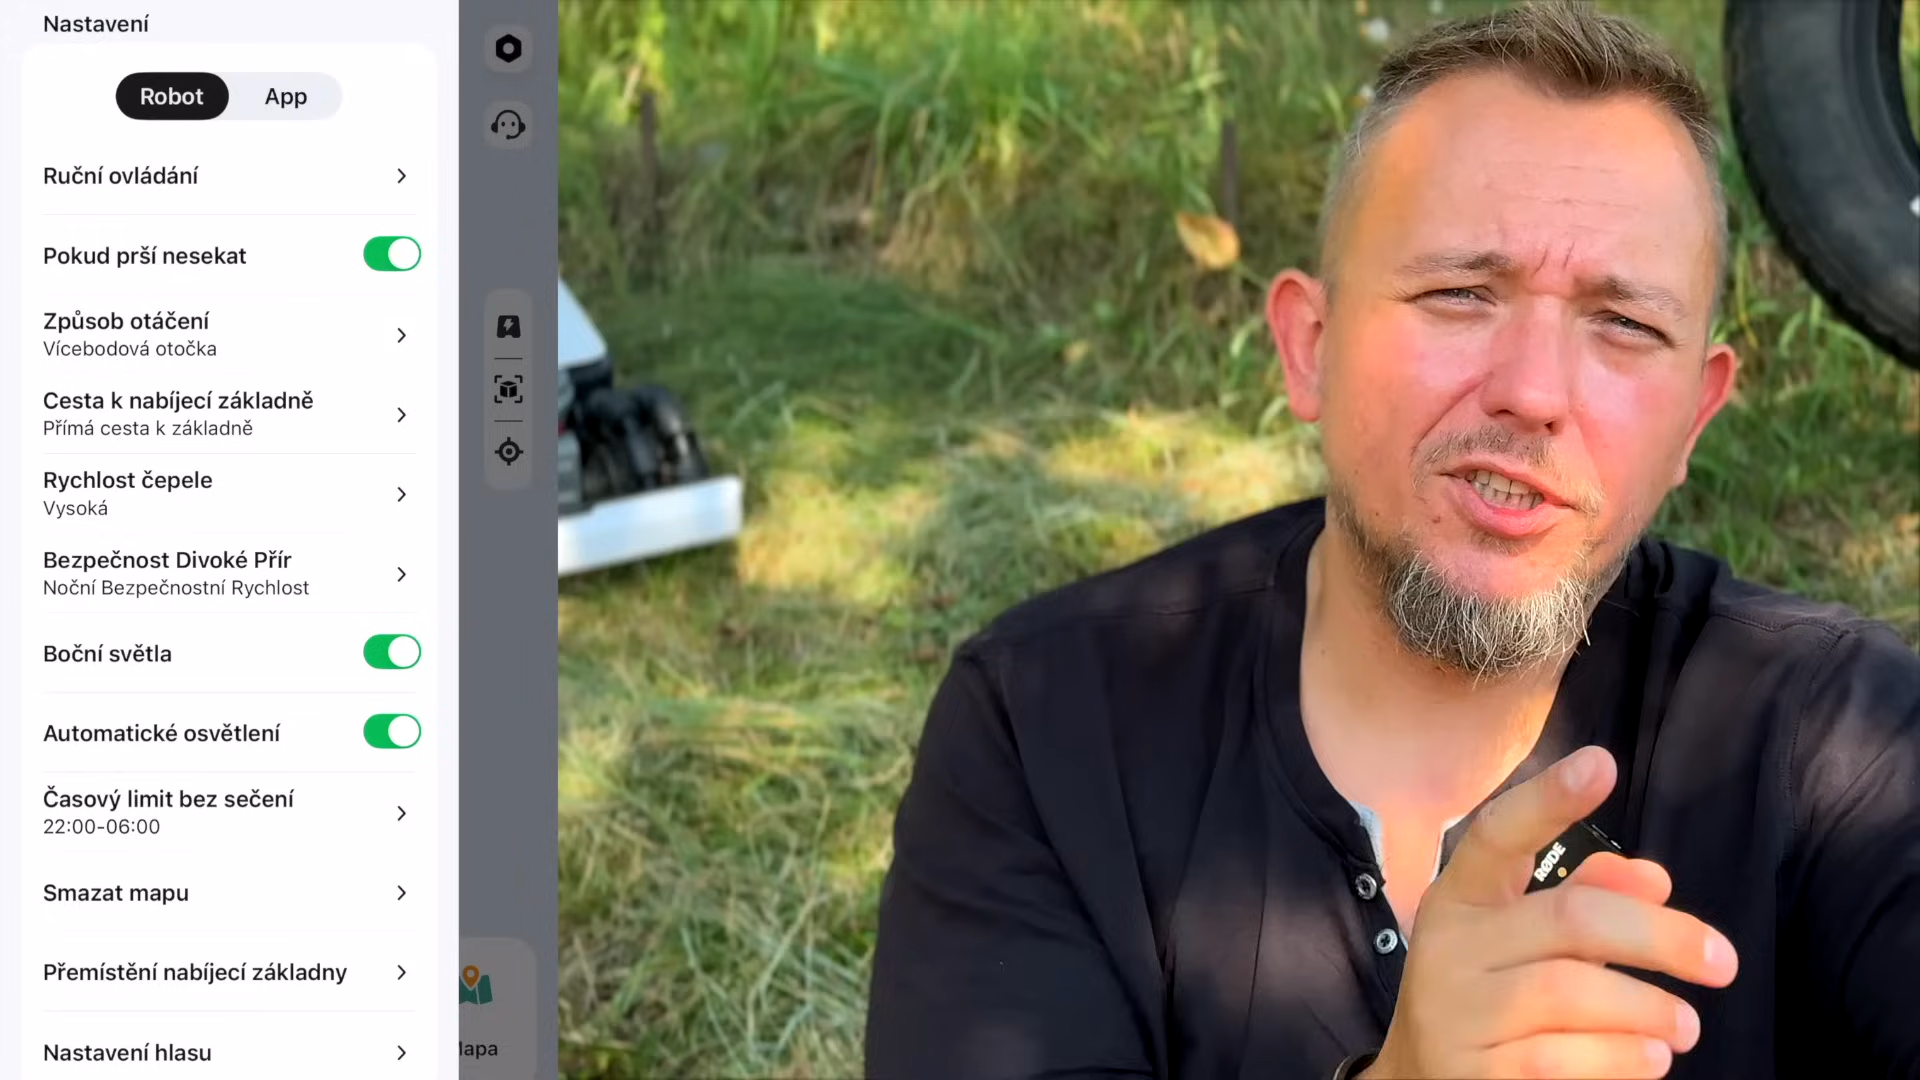 Nastavení
Robot
App
Ruční ovládání
Pokud prší nesekat
Způsob otáčení
Vícebodová otočka
Cesta k nabíjecí základně
Přímá cesta k základně
Rychlost čepele
Vysoká
Bezpečnost Divoké Přír
Noční Bezpečnostní Rychlost
Boční světla
Automatické osvětlení
Časový limit bez sečení
22:00-06:00
Smazat mapu
Přemístění nabíjecí základny
Nastavení hlasu
lapa
RØDE